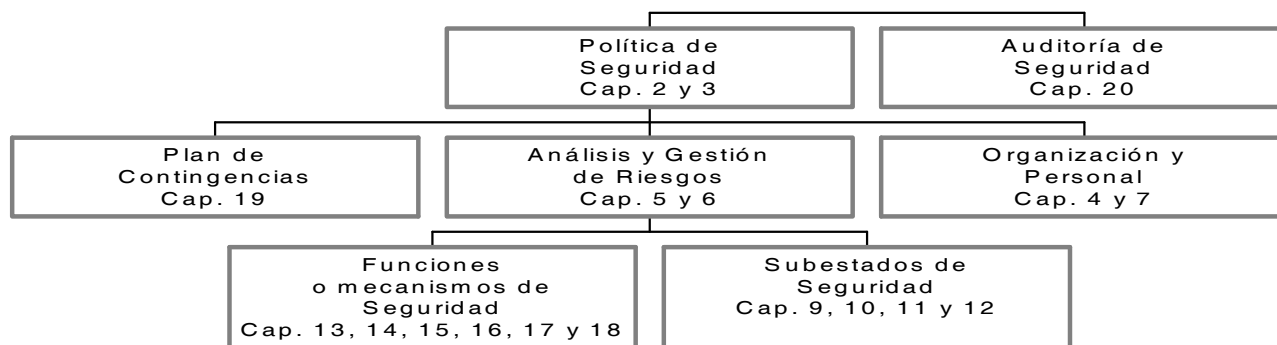 Política de
Seguridad
Cap. 2 y 3
Auditoría de
Seguridad
Cap. 20
Plan de
Contingencias
Cap. 19
Análisis y Gestión
de Riesgos
Cap. 5 y 6
Organización y
Personal
Cap. 4 y 7
Funciones
o mecanismos de
Seguridad
Cap. 13, 14, 15, 16, 17 y 18
Subestados de
Seguridad
Cap. 9, 10, 11 y 12